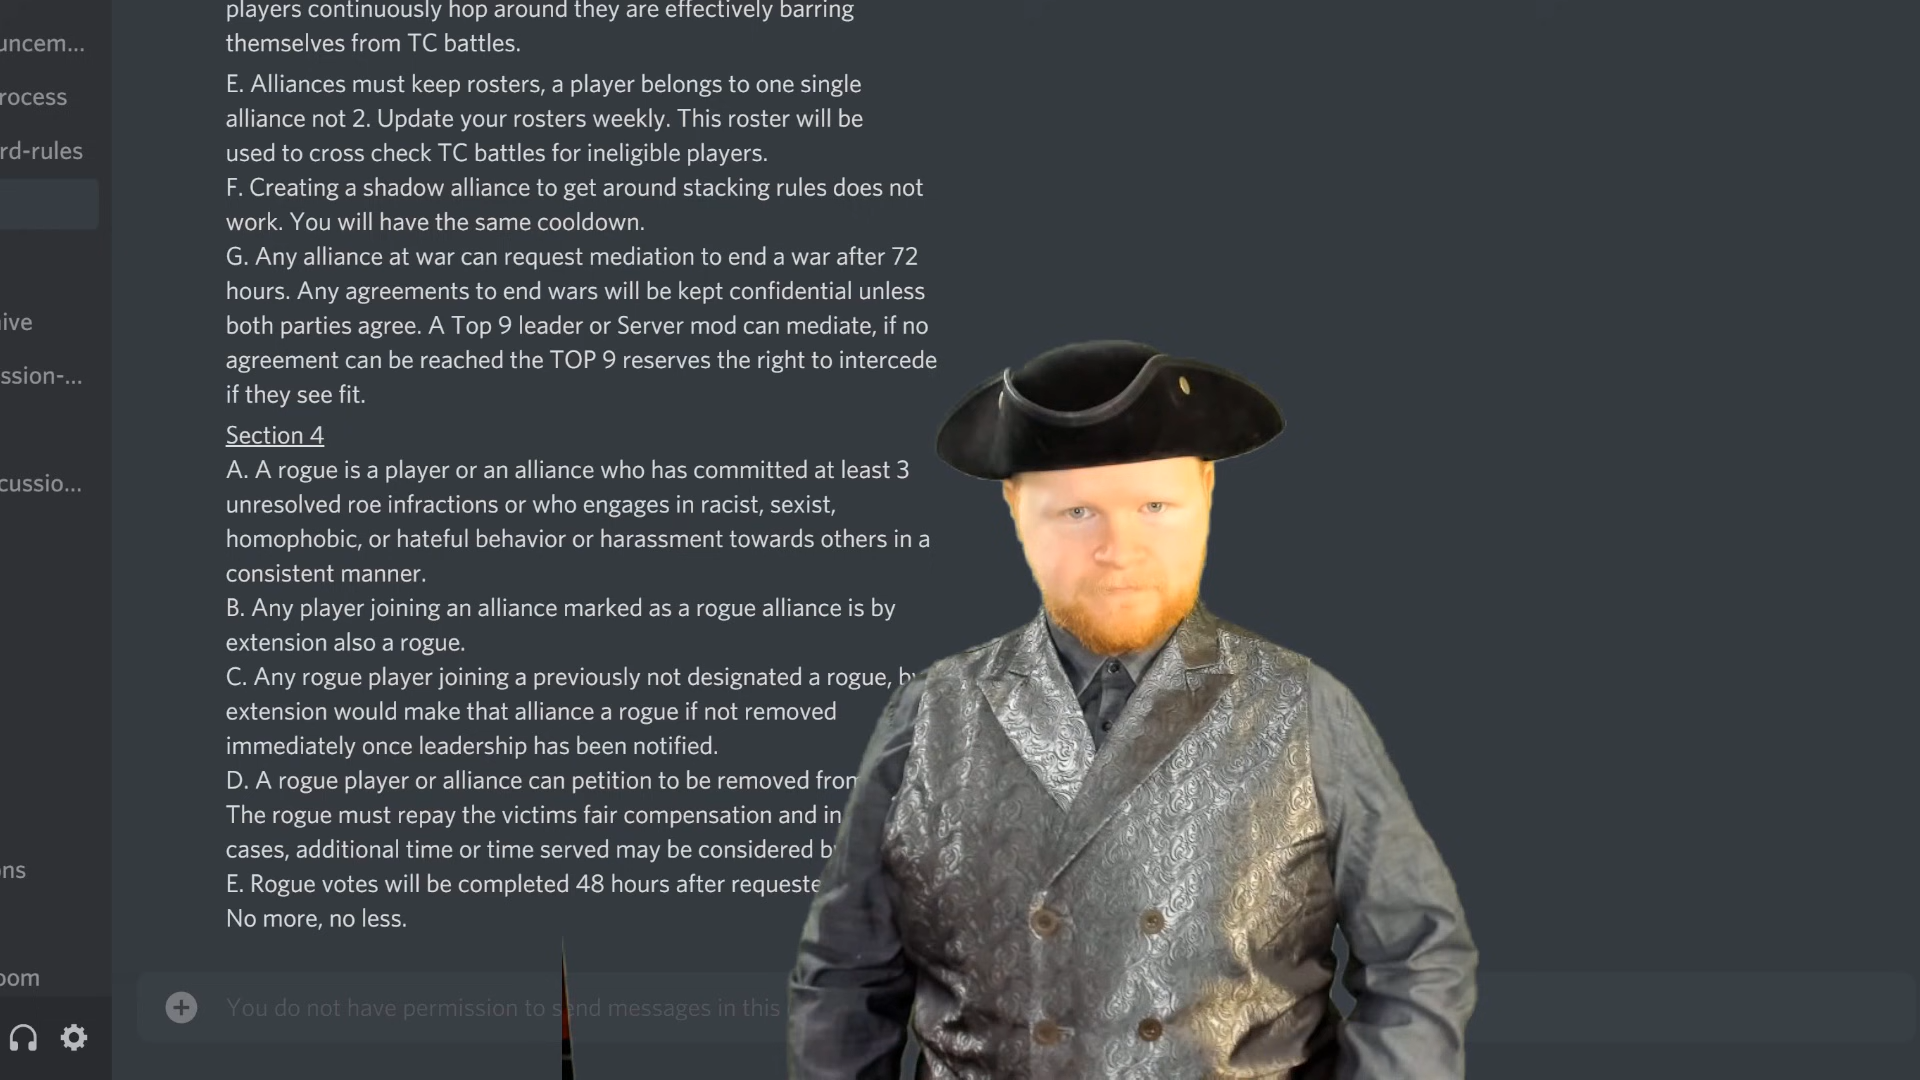 players continuously hop around they are effectively barring
themselves from TC battles.
E. Alliances must keep rosters, a player belongs to one single
alliance not 2. Update your rosters weekly. This roster will be
used to cross check TC battles for ineligible players.
F. Creating a shadow alliance to get around stacking rules does not
work. You will have the same cooldown.
G. Any alliance at war can request mediation to end a war after 72
hours. Any agreements to end wars will be kept confidential unless
both parties agree. A Top 9 leader or Server mod can mediate, if no
agreement can be reached the TOP 9 reserves the right to intercede
if they see fit.
Section 4
A. A rogue is a player or an alliance who has committed at least 3
unresolved roe infractions or who engages in racist, sexist,
homophobic, or hateful behavior or harassment towards others in a
consistent manner.
B. Any player joining an alliance marked as a rogue alliance is by
extension also a rogue.
C. Any rogue player joining a previously not designated a rogue,
extension would make that alliance a rogue if not removed
immediately once leadership has been notified.
D. A rogue player or alliance can petition to be removed
The rogue must repay the victims fair compensation and in
cases, additional time or time served may be considered
E. Rogue votes will be completed 48 hours after
No more, no less.
You do not have permission to send messages in this
uncem...
rocess
rd-rules
ive
ssion-...
cussio...
ns
oom